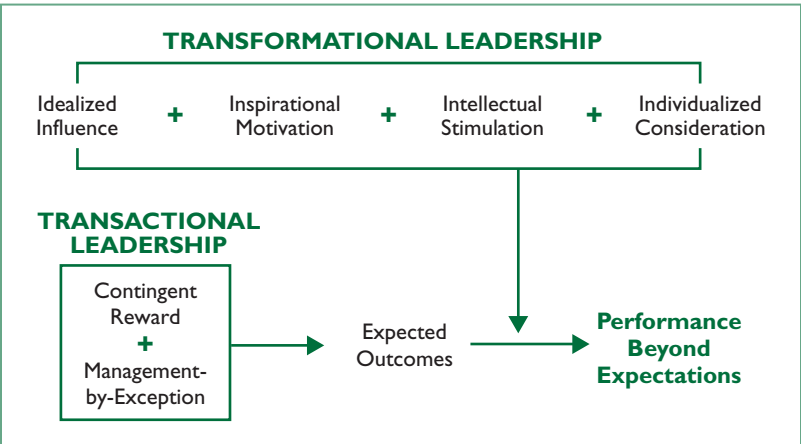 TRANSFORMATIONAL LEADERSHIP
Idealized
Influence
+
Inspirational
Motivation
+
Intellectual
Stimulation
+
Individualized
Consideration
TRANSACTIONAL
LEADERSHIP
Contingent
Reward
+
Management-
by-Exception
Expected
Outcomes
Performance
Beyond
Expectations